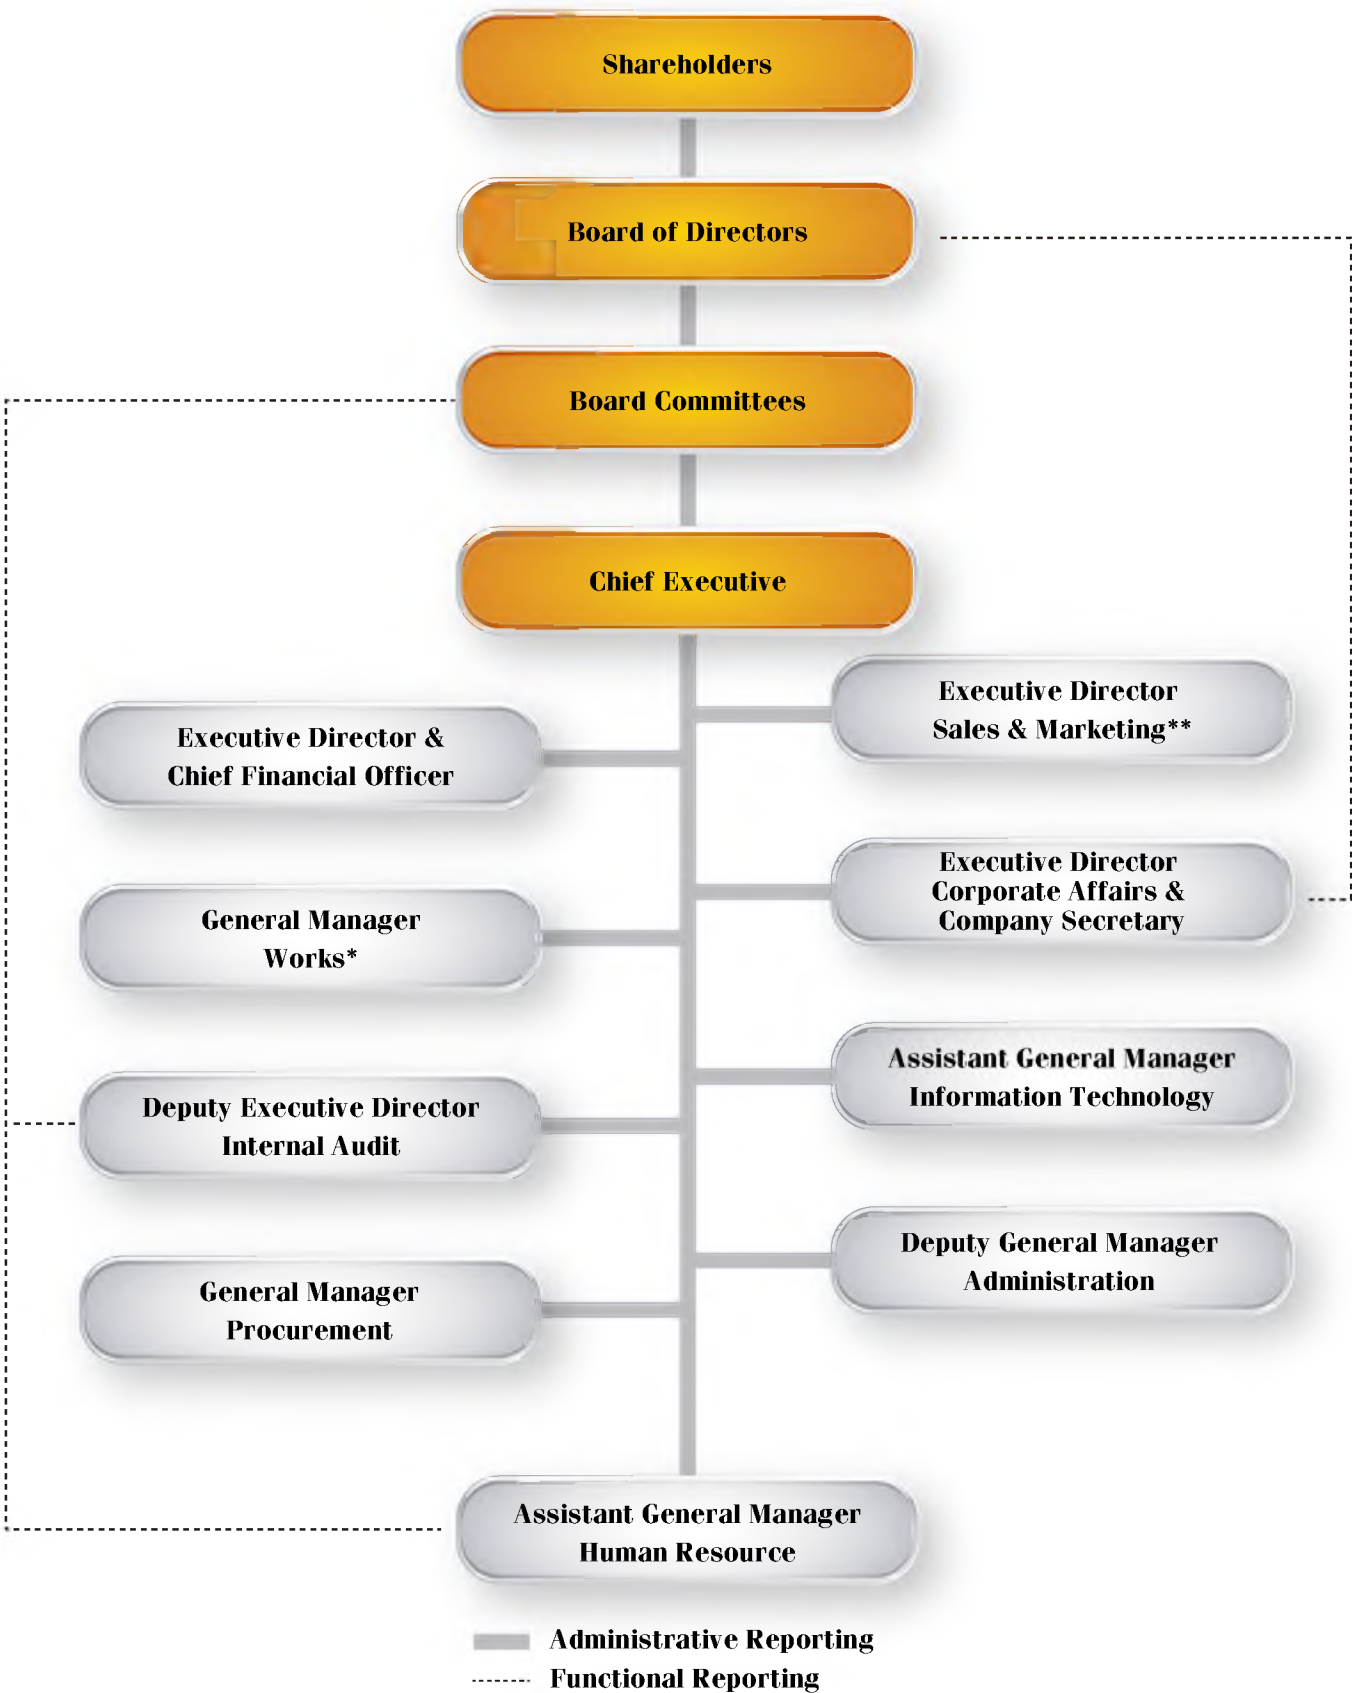 Shareholders
Board of Directors
Board Committees
Chief Executive
Executive Director
Sales & Marketing**
Executive Director &
Chief Financial Officer
Executive Director
Corporate Affairs &
Company Secretary
General Manager
Works*
Assistant General Manager
Information Technology
Deputy Executive Director
Internal Audit
Deputy General Manager
Administration
General Manager
Procurement
Assistant General Manager
Human Resource
Administrative Reporting
Functional Reporting